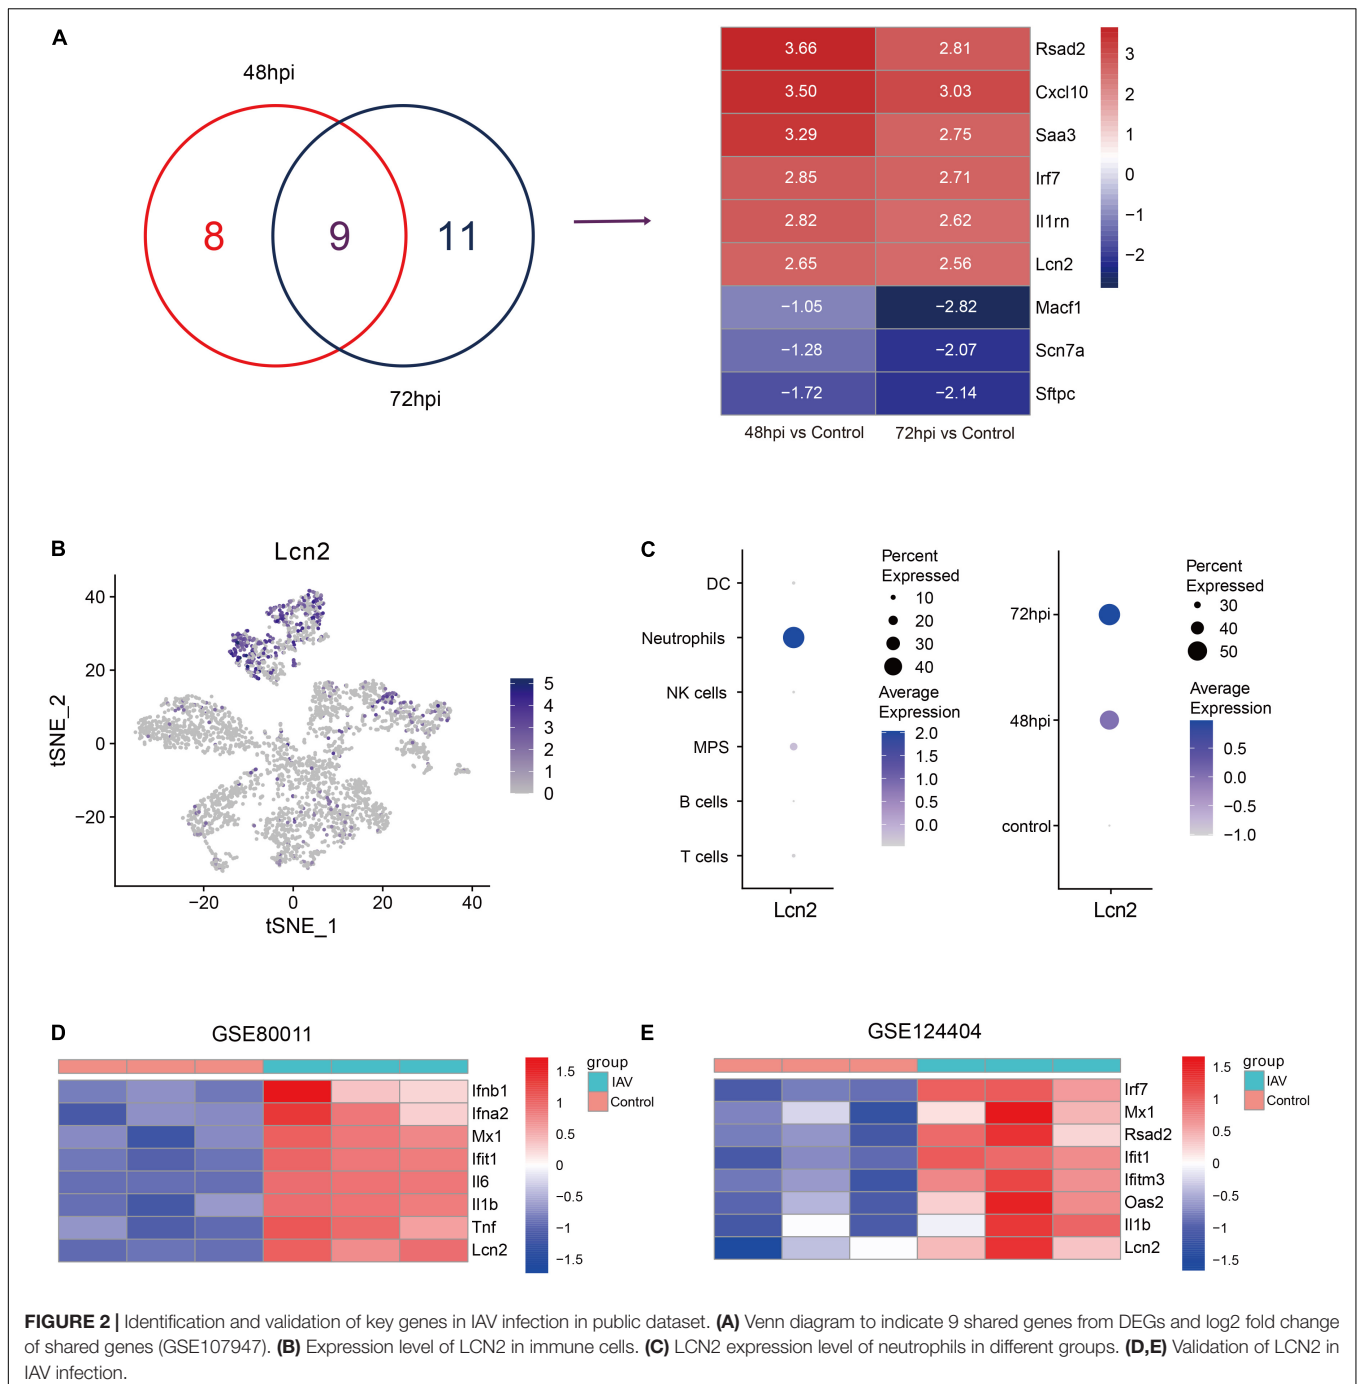 A
48hpi
8
9
11
72hpi
3.66 2.81 Rsad2
3.50 3.03 Cxcl10
3.29 2.75 Saa3
2.85 2.71 Irf7
2.82 2.62 Il1rn
2.65 2.56 Lcn2
−1.05 −2.82 Macf1
−1.28 −2.07 Scn7a
−1.72 −2.14 Sftpc
48hpi vs Control 72hpi vs Control
3
2
1
0
−1
−2
B
Lcn2
40
20
0
−20
tSNE_2
−20 0 20 40
tSNE_1
5
4
3
2
1
0
C
DC
Neutrophils
NK cells
MPS
B cells
T cells
Lcn2
Percent
Expressed
10
20
30
40
Average
Expression
2.0
1.5
1.0
0.5
0.0
72hpi
48hpi
control
Lcn2
Percent
Expressed
30
40
50
Average
Expression
0.5
0.0
−0.5
−1.0
D
GSE80011
Ifnb1
Ifna2
Mx1
Ifit1
Il6
Il1b
Tnf
Lcn2
1.5
1
0.5
0
−0.5
−1
−1.5
group
IAV
Control
E
GSE124404
Irf7
Mx1
Rsad2
Ifit1
Ifitm3
Oas2
Il1b
Lcn2
1.5
1
0.5
0
−0.5
−1
−1.5
group
IAV
Control
FIGURE 2 | Identification and validation of key genes in IAV infection in public dataset. (A) Venn diagram to indicate 9 shared genes from DEGs and log2 fold change
of shared genes (GSE107947). (B) Expression level of LCN2 in immune cells. (C) LCN2 expression level of neutrophils in different groups. (D,E) Validation of LCN2 in
IAV infection.